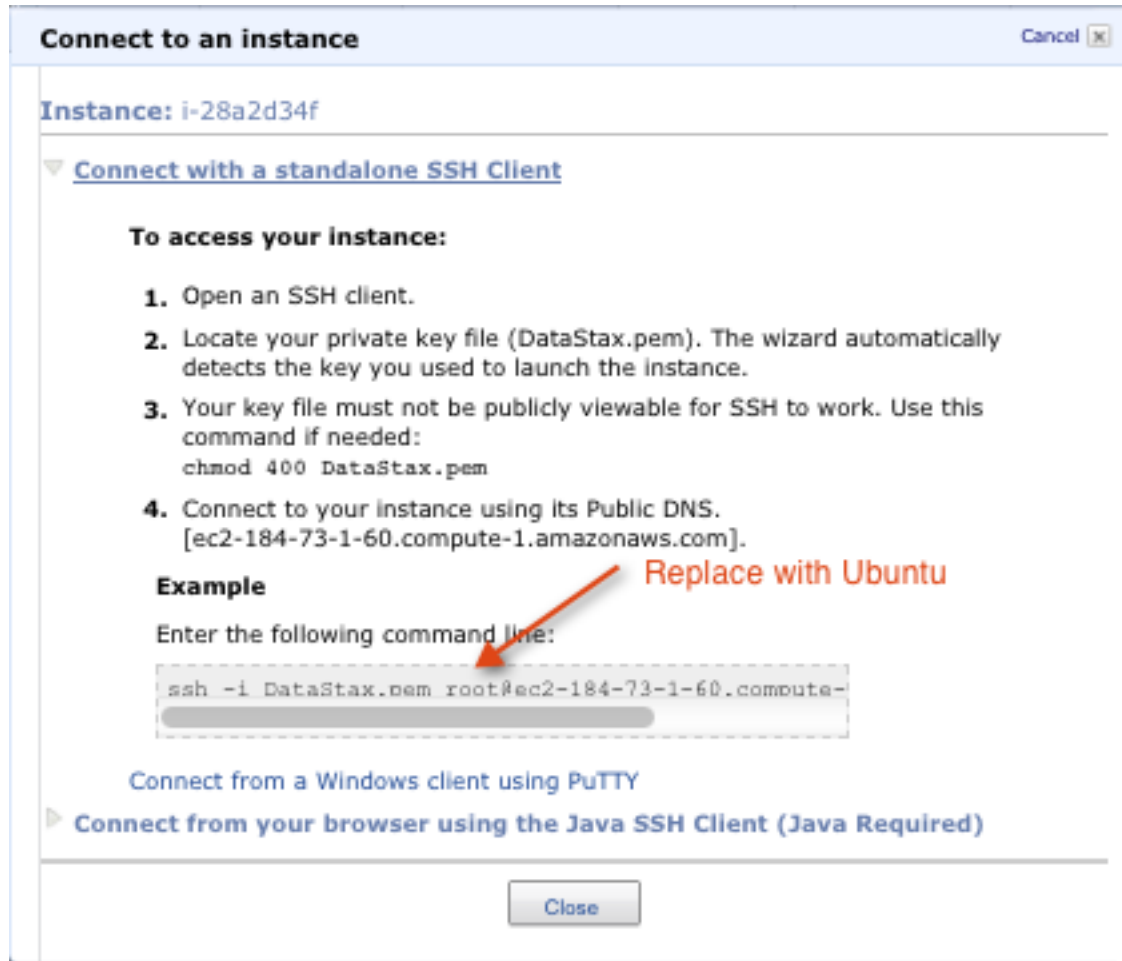 Connect to an instance Cancel x
Instance: i-28a2d34f
Connect with a standalone SSH Client
To access your instance:
1. Open an SSH client.
2. Locate your private key file (DataStax.pem). The wizard automatically
detects the key you used to launch the instance.
3. Your key file must not be publicly viewable for SSH to work. Use this
command if needed:
chmod 400 DataStax.pem
4. Connect to your instance using its Public DNS.
[ec2-184-73-1-60.compute-1.amazonaws.com].
Replace with Ubuntu
Example
Enter the following command line:
ssh -i DataStax.pem root@ec2-184-73-1-60.compute-
Connect from a Windows client using PuTTY
Connect from your browser using the Java SSH Client (Java Required)
Close